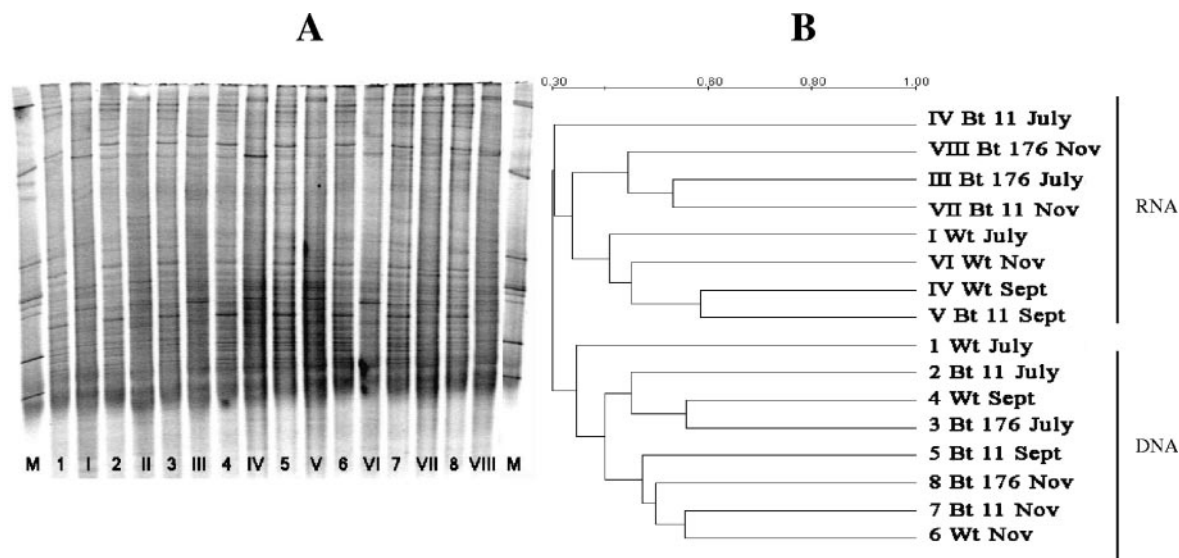 A
B
M 1 I 2 II 3 III 4 IV 5 V 6 VI 7 VII 8 VIII M
0.30 0.60 0.80 1.00
IV Bt 11 July
VIII Bt 176 Nov
III Bt 176 July
VII Bt 11 Nov
I Wt July
VI Wt Nov
IV Wt Sept
V Bt 11 Sept
RNA
1 Wt July
2 Bt 11 July
4 Wt Sept
3 Bt 176 July
5 Bt 11 Sept
8 Bt 176 Nov
7 Bt 11 Nov
6 Wt Nov
DNA